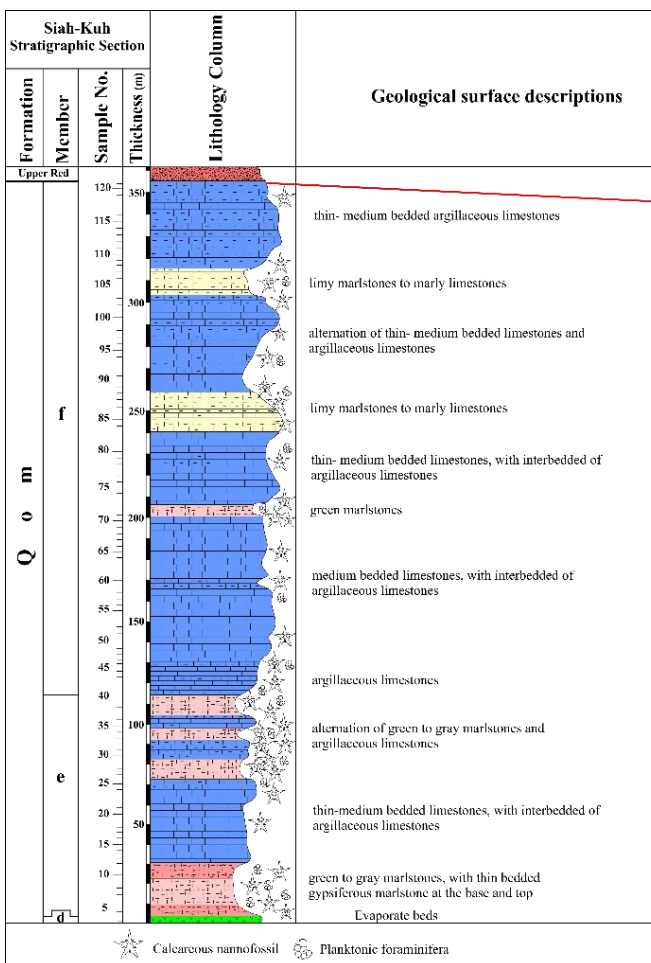 Siah-Kuh
Stratigraphic Section
Formation
Member
Sample No.
Thickness (m)
Lithology Column
Geological surface descriptions
Upper Red
120
350
thin- medium bedded argillaceous limestones
115
110
limy marlstones to marly limestones
105
300
100
alternation of thin- medium bedded limestones and
argillaceous limestones
95
90
f
250
limy marlstones to marly limestones
85
80
thin- medium bedded limestones, with interbedded of
argillaceous limestones
75
Qom
green marlstones
70
200
65
medium bedded limestones, with interbedded of
argillaceous limestones
60
55
150
50
45
argillaceous limestones
40
100
alternation of green to gray marlstones and
argillaceous limestones
35
30
e
25
50
thin-medium bedded limestones, with interbedded of
argillaceous limestones
20
15
10
green to gray marlstones, with thin bedded
gypsiferous marlstone at the base and top
5
d
Evaporate beds
Calcareous nannofossil
Planktonic foraminifera